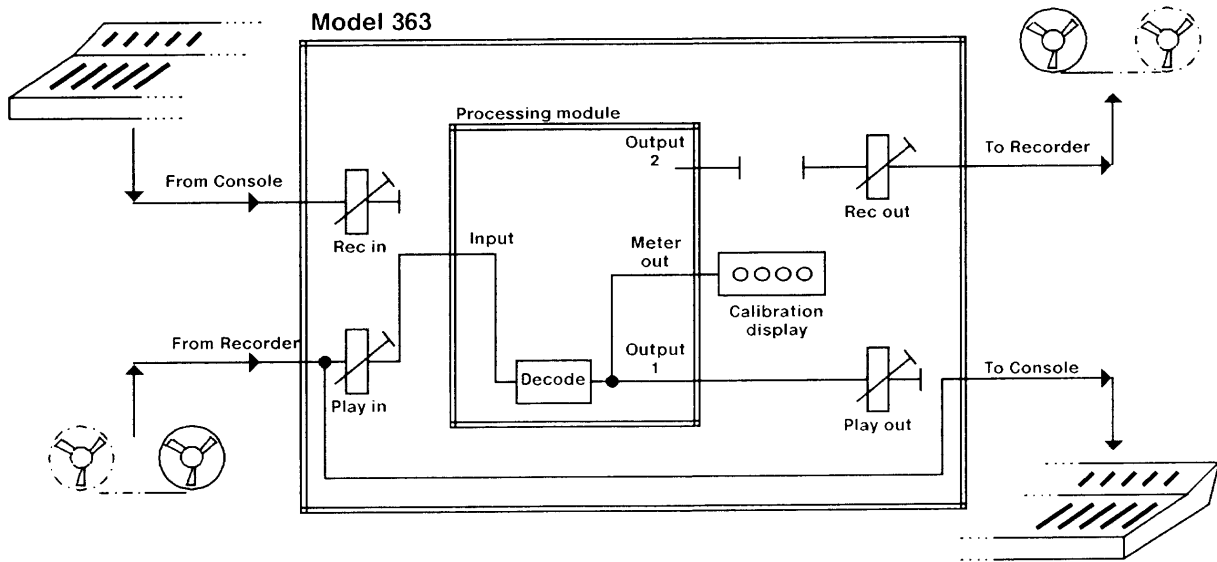 Model 363
Processing module
Output
2
To Recorder
From Console
Rec in
Rec out
Input
Meter
out
Calibration
display
From Recorder
Output
1
Decode
To Console
Play in
Play out